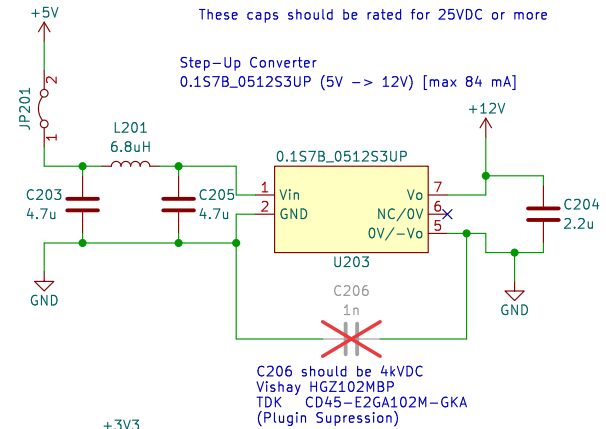 +5V
These caps should be rated for 25VDC or more
Step-Up Converter
0.1S7B_0512S3UP (5V -> 12V) [max 84 mA]
JP201
2
1
+12V
L201
6.8uH
0.1S7B_0512S3UP
C203
4.7u
C205
4.7u
1
Vin
2
GND
Vo
7
NC/0V
6
0V/-Vo
5
C204
2.2u
U203
GND
GND
C206
1n
C206 should be 4kVDC
Vishay HGZ102MBP
TDK CD45-E2GA102M-GKA
(Plugin Supression)
+3V3